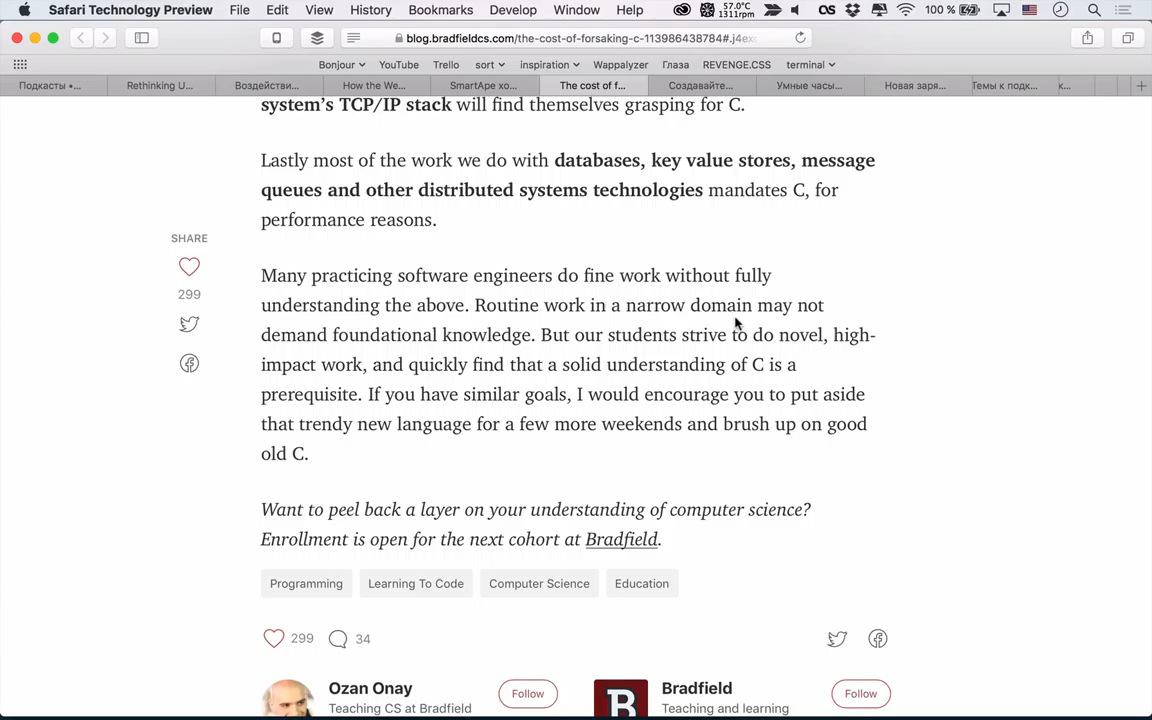 Safari Technology Preview File Edit View History Bookmarks Develop Window Help 57.0°C 1311rpm 100 %
blog.bradfieldcs.com/the-cost-of-forsaking-c-113986438784#.j4ex
Bonjour YouTube Trello sort inspiration Wappalyzer Глаза REVENGE.CSS terminal
Подкасты •... Rethinking U... Воздействи... How the We... SmartApe хо... The cost of f... Создавайте... Умные часы... Новая заря... Темы к подк... к...
system's TCP/IP stack will find themselves grasping for C.
Lastly most of the work we do with databases, key value stores, message
queues and other distributed systems technologies mandates C, for
performance reasons.
SHARE
299
Many practicing software engineers do fine work without fully
understanding the above. Routine work in a narrow domain may not
demand foundational knowledge. But our students strive to do novel, high-
impact work, and quickly find that a solid understanding of C is a
prerequisite. If you have similar goals, I would encourage you to put aside
that trendy new language for a few more weekends and brush up on good
old C.
Want to peel back a layer on your understanding of computer science?
Enrollment is open for the next cohort at Bradfield.
Programming Learning To Code Computer Science Education
299 34
Ozan Onay Follow B Bradfield Follow
Teaching CS at Bradfield Teaching and learning